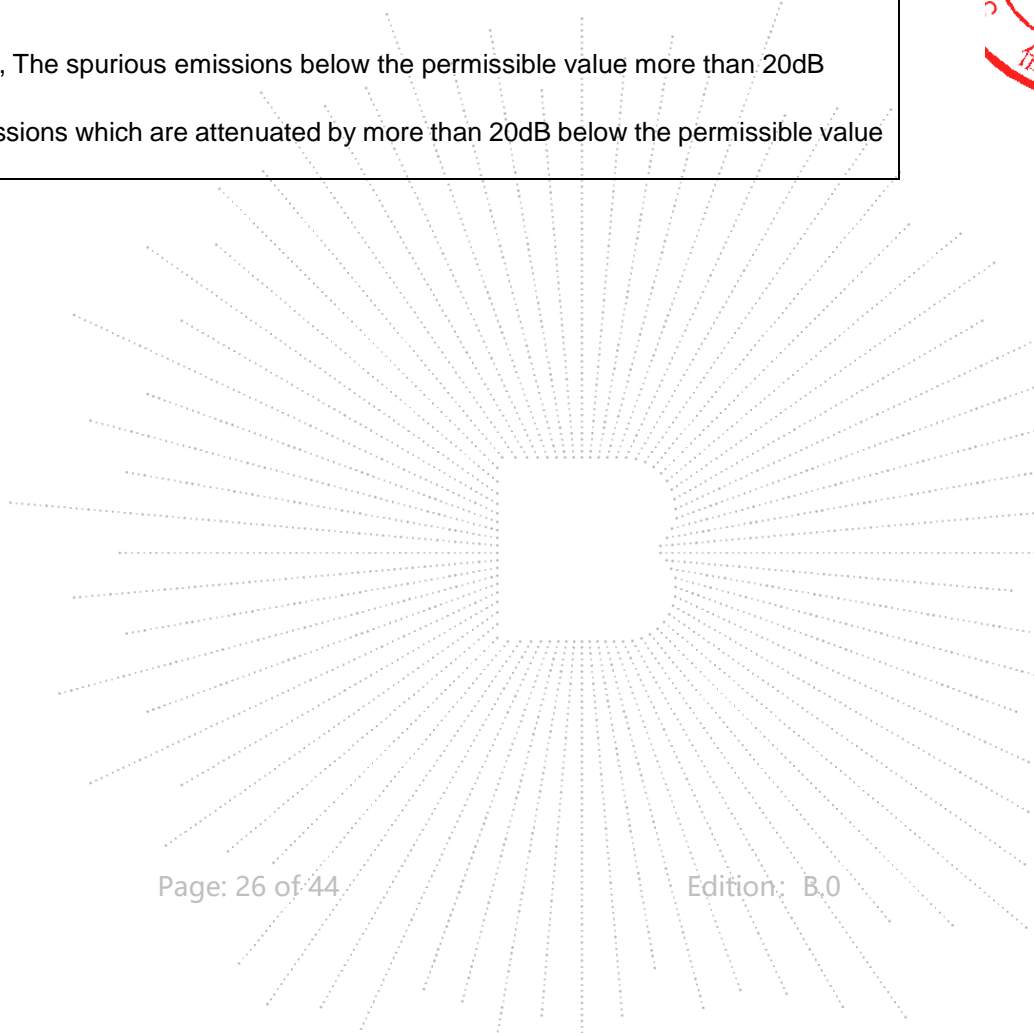 , The spurious emissions below the permissible value more than 20dB
ssions which are attenuated by more than 20dB below the permissible value
Page: 26 of 44 Edition: B.0